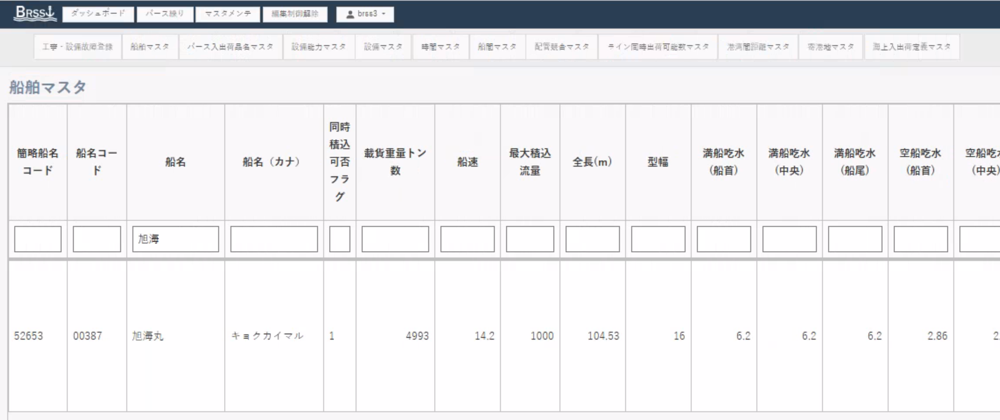 BRSS ダッシュボード バース繰り マスタメンテ 編集制御解除 brss3
工事・設備故障登録 船舶マスタ バース入出荷品名マスタ 設備能力マスタ 設備マスタ 時間マスタ 船間マスタ 配管競合マスタ ライン同時出荷可能数マスタ 港湾間距離マスタ 寄港地マスタ 海上入出荷定義マスタ
船舶マスタ
簡略船名コード 船名コード 船名 船名（カナ） 同時積込可否フラグ 載貨重量トン数 船速 最大積込流量 全長(m) 型幅 満船吃水(船首) 満船吃水(中央) 満船吃水(船尾) 空船吃水(船首) 空船吃水(中央)
旭海
52653 00387 旭海丸 キョクカイマル 1 4993 14.2 1000 104.53 16 6.2 6.2 6.2 2.86 2.